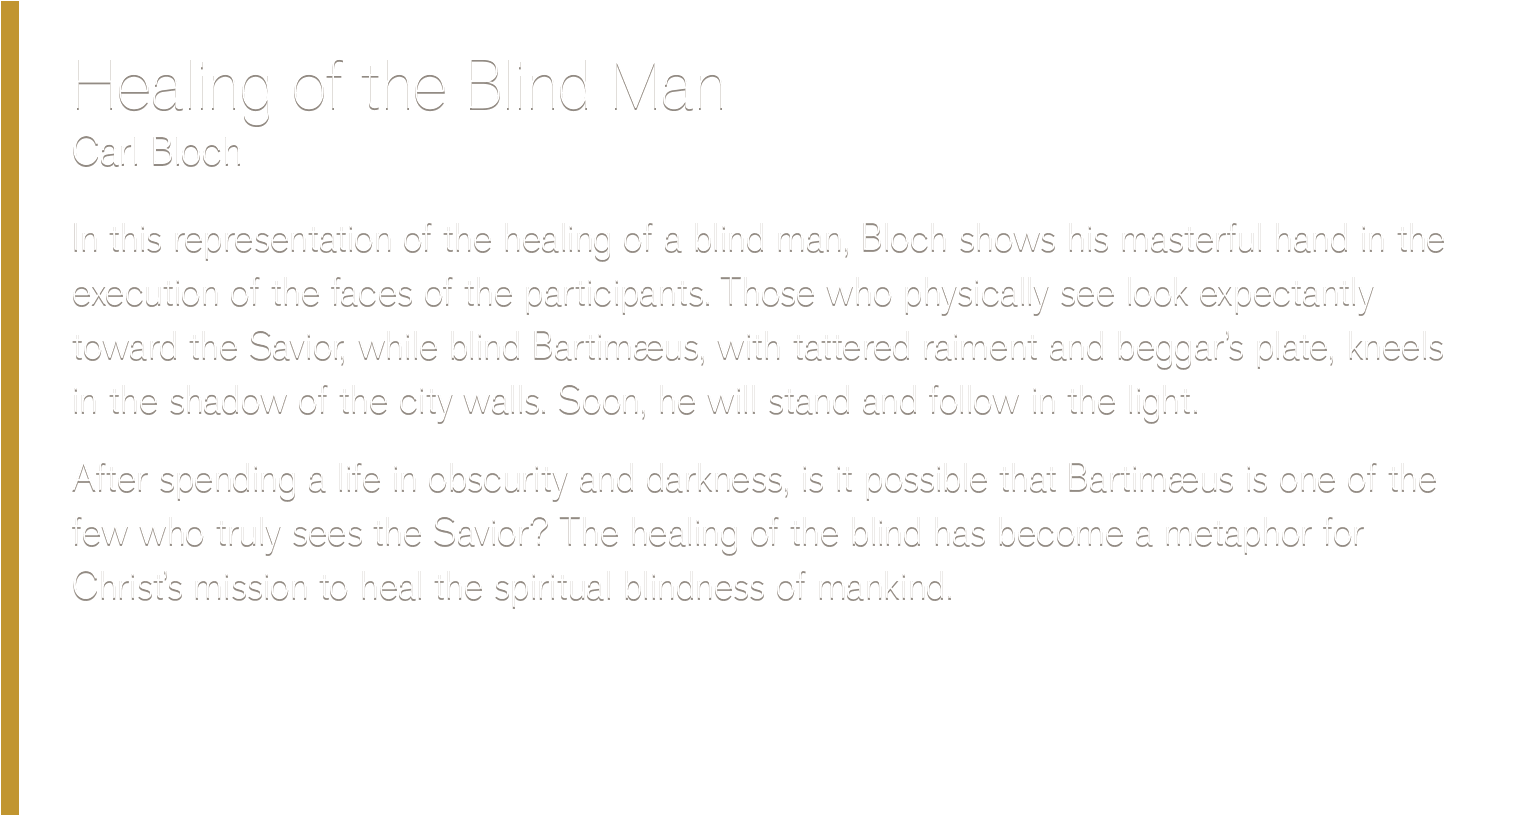 Healing of the Blind Man
Carl Bloch
In this representation of the healing of a blind man, Bloch shows his masterful hand in the
execution of the faces of the participants. Those who physically see look expectantly
toward the Savior, while blind Bartimæus, with tattered raiment and beggar’s plate, kneels
in the shadow of the city walls. Soon, he will stand and follow in the light.
After spending a life in obscurity and darkness, is it possible that Bartimæus is one of the
few who truly sees the Savior? The healing of the blind has become a metaphor for
Christ’s mission to heal the spiritual blindness of mankind.